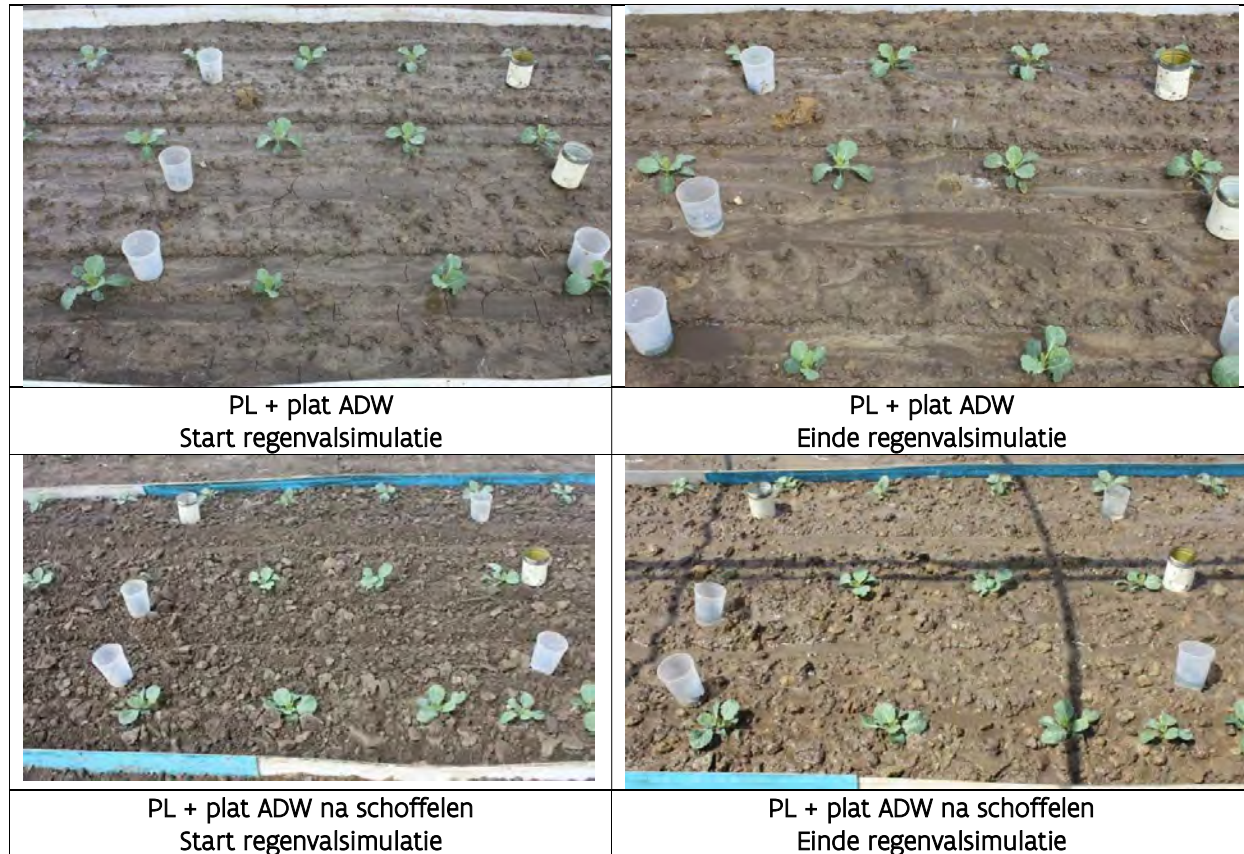 PL + plat ADW
Start regenvalsimulatie
PL + plat ADW
Einde regenvalsimulatie
PL + plat ADW na schoffelen
Start regenvalsimulatie
PL + plat ADW na schoffelen
Einde regenvalsimulatie